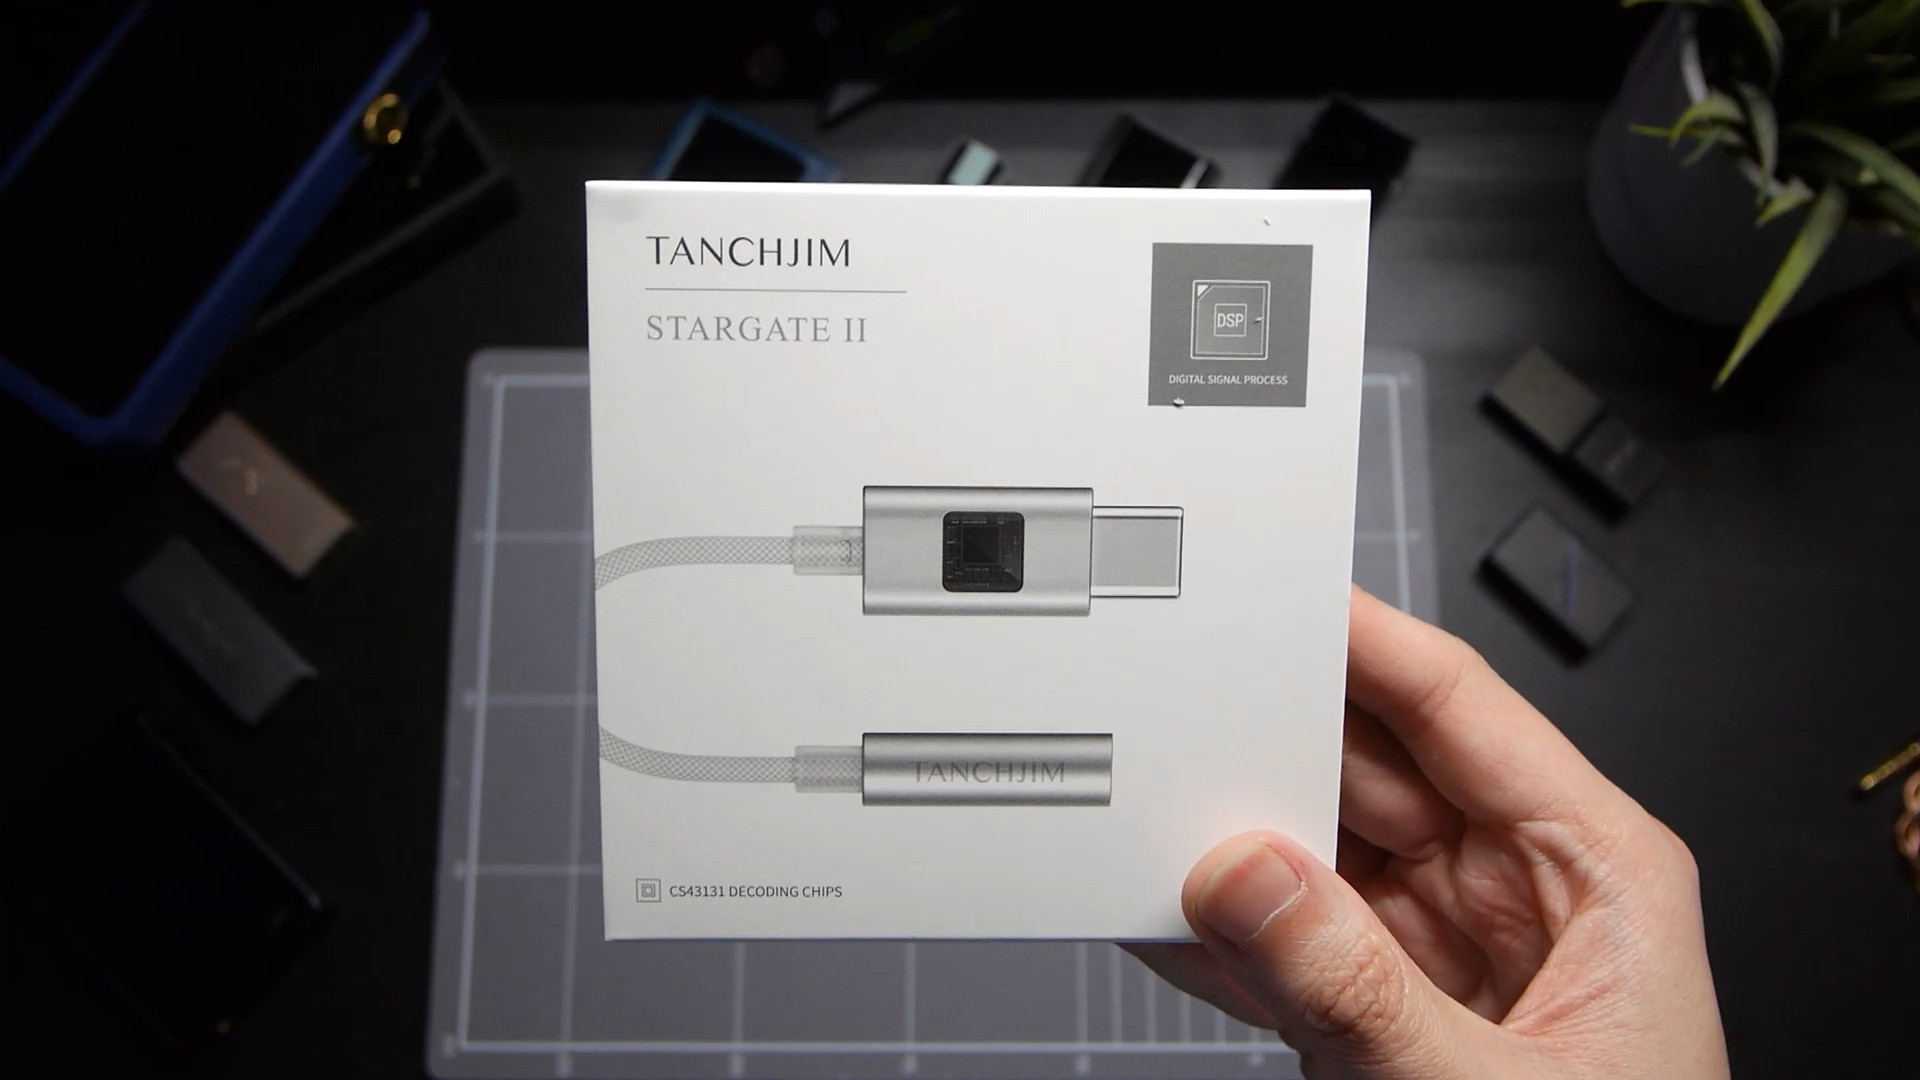 TANCHJIM
STARGATE II
DSP
DIGITAL SIGNAL PROCESS
TANCHJIM
CS43131 DECODING CHIPS